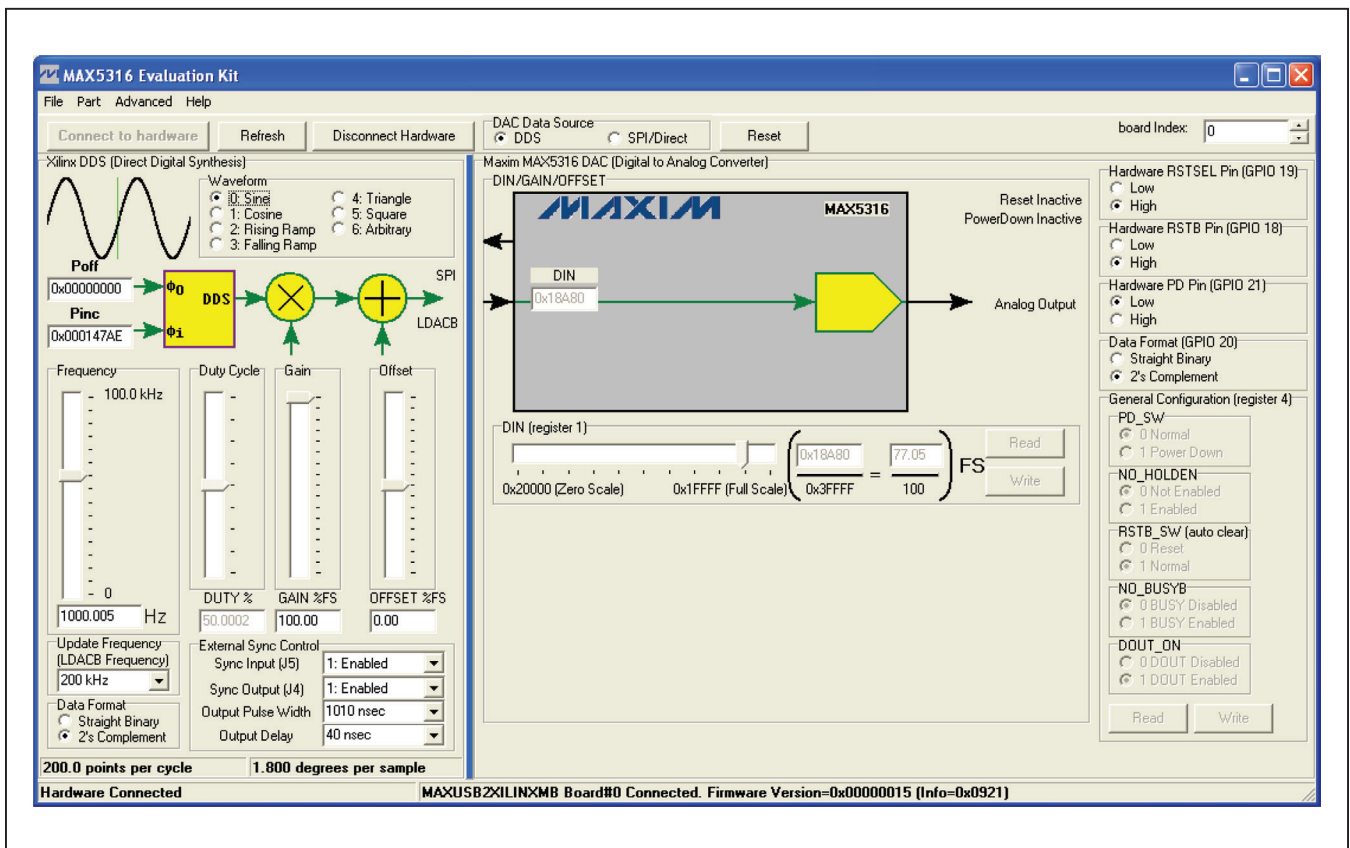 MAX5316 Evaluation Kit
File Part Advanced Help
Connect to hardware Refresh Disconnect Hardware
DAC Data Source
DDS SPI/Direct
Reset
board Index: 0
Xilinx DDS (Direct Digital Synthesis)
Waveform
0: Sine 4: Triangle
1: Cosine 5: Square
2: Rising Ramp 6: Arbitrary
3: Falling Ramp
Poff
0x00000000
Φ0
DDS
SPI
Pinc
0x000147AE
Φi
LDACB
Frequency
100.0 kHz
0
1000.005 Hz
Duty Cycle
DUTY %
50.0002
Gain
GAIN %FS
100.00
Offset
OFFSET %FS
0.00
Update Frequency
(LDACB Frequency)
200 kHz
Data Format
Straight Binary
2's Complement
External Sync Control
Sync Input (J5) 1: Enabled
Sync Output (J4) 1: Enabled
Output Pulse Width 1010 nsec
Output Delay 40 nsec
200.0 points per cycle 1.800 degrees per sample
Maxim MAX5316 DAC (Digital to Analog Converter)
DIN/GAIN/OFFSET
MAXIM
MAX5316
Reset Inactive
PowerDown Inactive
DIN
0x18A80
Analog Output
DIN (register 1)
0x20000 (Zero Scale) 0x1FFFF (Full Scale)
0x18A80
0x3FFFF
=
77.05
100
FS
Read
Write
Hardware RSTSEL Pin (GPIO 19)
Low
High
Hardware RSTB Pin (GPIO 18)
Low
High
Hardware PD Pin (GPIO 21)
Low
High
Data Format (GPIO 20)
Straight Binary
2's Complement
General Configuration (register 4)
PD_SW
0 Normal
1 Power Down
NO_HOLDEN
0 Not Enabled
1 Enabled
RSTB_SW (auto clear)
0 Reset
1 Normal
NO_BUSYB
0 BUSY Disabled
1 BUSY Enabled
DOUT_ON
0 DOUT Disabled
1 DOUT Enabled
Read Write
Hardware Connected MAXUSB2XILINXMB Board#0 Connected. Firmware Version=0x00000015 (Info=0x0921)